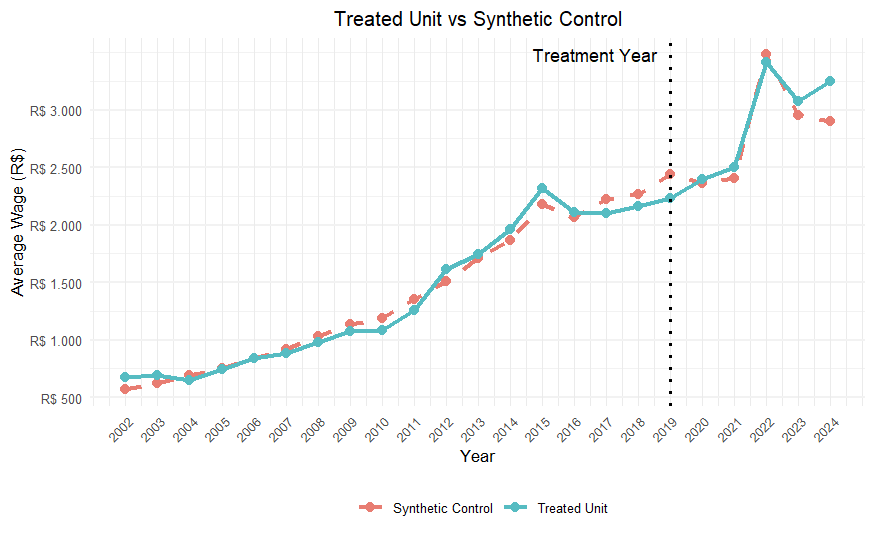 Treated Unit vs Synthetic Control
Treatment Year
Average Wage (R$)
R$ 3.000
R$ 2.500
R$ 2.000
R$ 1.500
R$ 1.000
R$ 500
2002 2003 2004 2005 2006 2007 2008 2009 2010 2011 2012 2013 2014 2015 2016 2017 2018 2019 2020 2021 2022 2023 2024
Year
Synthetic Control Treated Unit